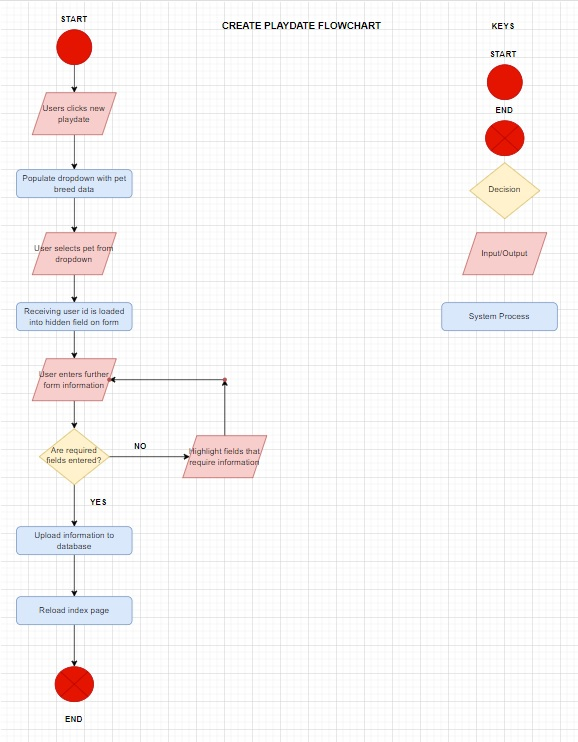 CREATE PLAYDATE FLOWCHART
START
Users clicks new
playdate
Populate dropdown with pet
breed data
User selects pet from
dropdown
Receiving user id is loaded
into hidden field on form
User enters further
form information
Are required
fields entered?
NO
Highlight fields that
require information
YES
Upload information to
database
Reload index page
END
KEYS
START
END
Decision
Input/Output
System Process